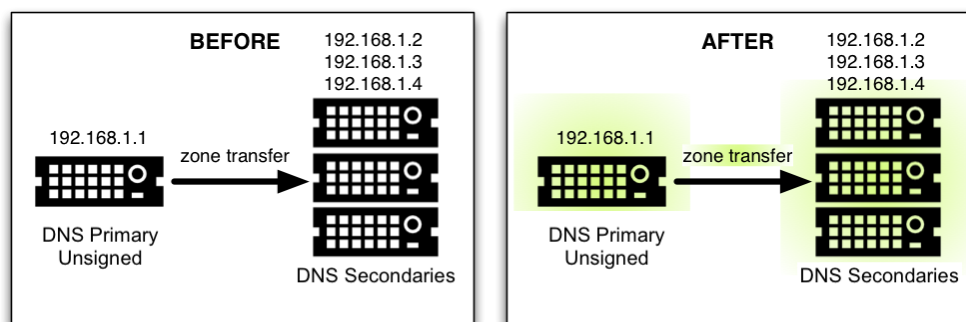 BEFORE
192.168.1.2
192.168.1.3
192.168.1.4
192.168.1.1
zone transfer
DNS Primary
Unsigned
DNS Secondaries
AFTER
192.168.1.2
192.168.1.3
192.168.1.4
192.168.1.1
zone transfer
DNS Primary
Unsigned
DNS Secondaries